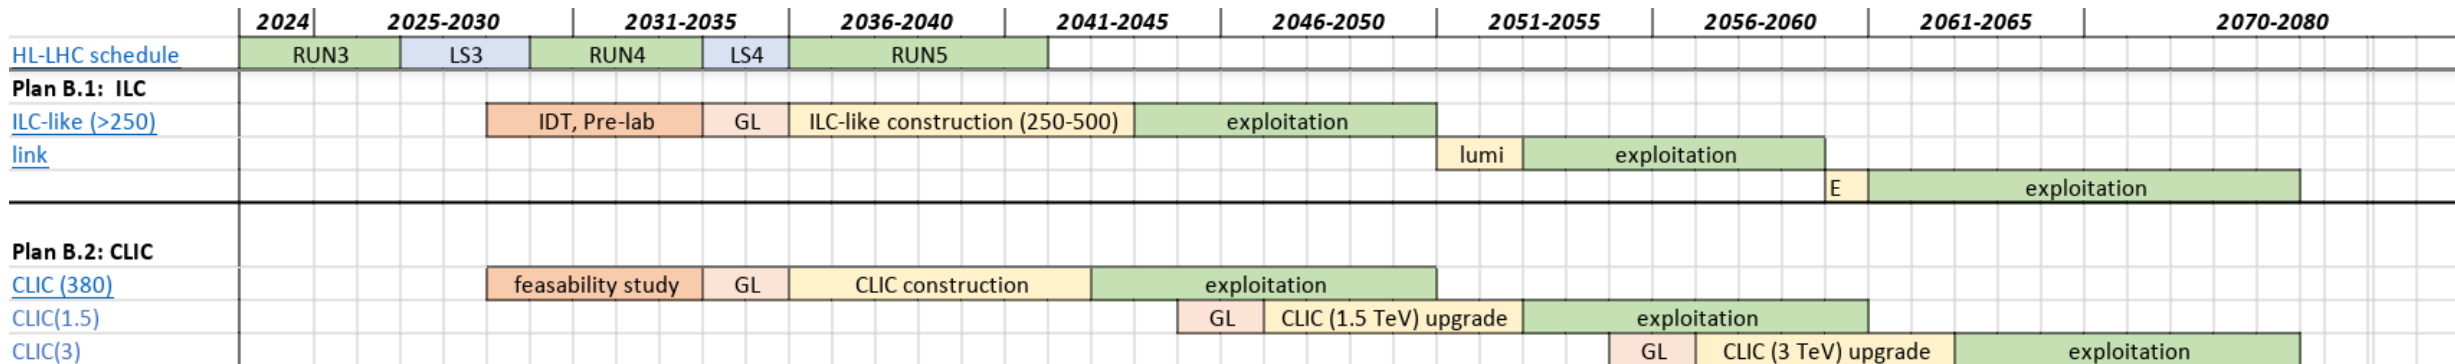 2024 2025-2030 2031-2035 2036-2040 2041-2045 2046-2050 2051-2055 2056-2060 2061-2065 2070-2080
HL-LHC schedule RUN3 LS3 RUN4 LS4 RUN5
Plan B.1: ILC
ILC-like (>250) IDT, Pre-lab GL ILC-like construction (250-500) exploitation
link lumi exploitation
E exploitation
Plan B.2: CLIC
CLIC (380) feasability study GL CLIC construction exploitation
CLIC(1.5) GL CLIC (1.5 TeV) upgrade exploitation
CLIC(3) GL CLIC (3 TeV) upgrade exploitation